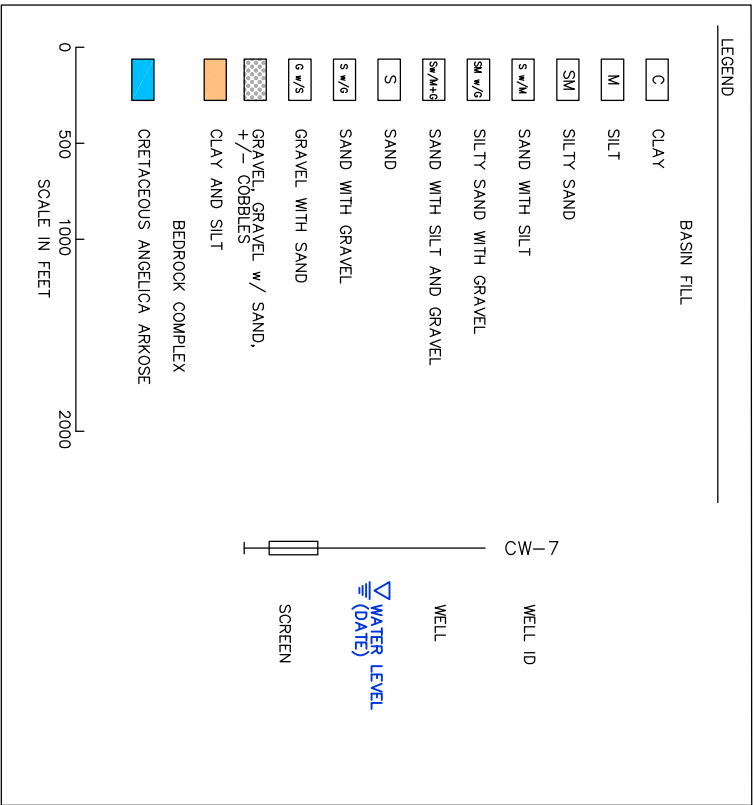 LEGEND
BASIN FILL
C CLAY
M SILT
SM SILTY SAND
S w/M SAND WITH SILT
SM w/G SILTY SAND WITH GRAVEL
Sw/M+G SAND WITH SILT AND GRAVEL
S SAND
S w/G SAND WITH GRAVEL
G w/S GRAVEL WITH SAND
GRAVEL, GRAVEL w/ SAND,
+/- COBBLES
CLAY AND SILT
BEDROCK COMPLEX
CRETACEOUS ANGELICA ARKOSE
0 500 1000 2000
SCALE IN FEET
CW-7
WELL ID
WELL
WATER LEVEL
(DATE)
SCREEN